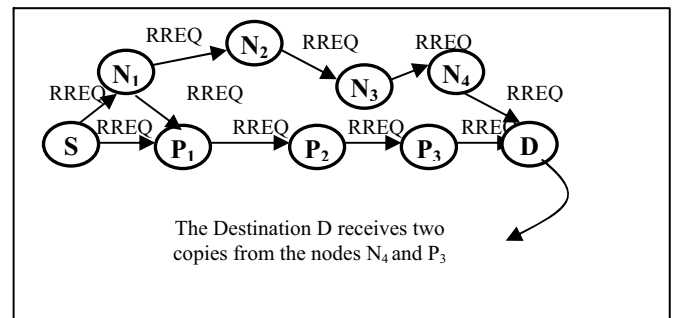 RREQ
N₂
RREQ
RREQ
N₁
N₄
RREQ
RREQ
N₃
RREQ
S
RREQ
P₁
RREQ
P₂
RREQ
P₃
RREQ
D
The Destination D receives two
copies from the nodes N₄ and P₃